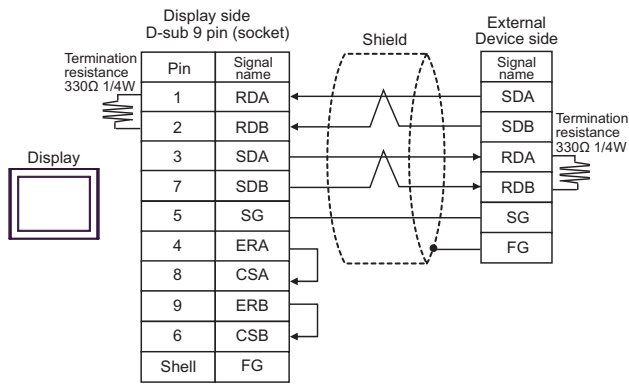 Display side
D-sub 9 pin (socket)
Shield
External
Device side
Termination
resistance
330Ω 1/4W
Pin
Signal
name
Signal
name
1
RDA
SDA
2
RDB
SDB
Termination
resistance
330Ω 1/4W
3
SDA
RDA
Display
7
SDB
RDB
5
SG
SG
4
ERA
FG
8
CSA
9
ERB
6
CSB
Shell
FG